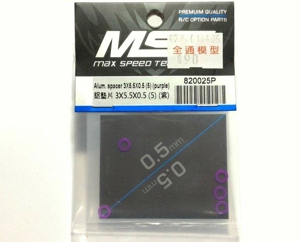 PREMIUM QUALITY
R/C OPTION PARTS
MS
MAX SPEED TE
全通模型
Alum. spacer 3X5.5X0.5 (5) (purple)
鋁墊片 3X5.5X0.5 (5) (紫)
820025P
0.5mm
0.5mm